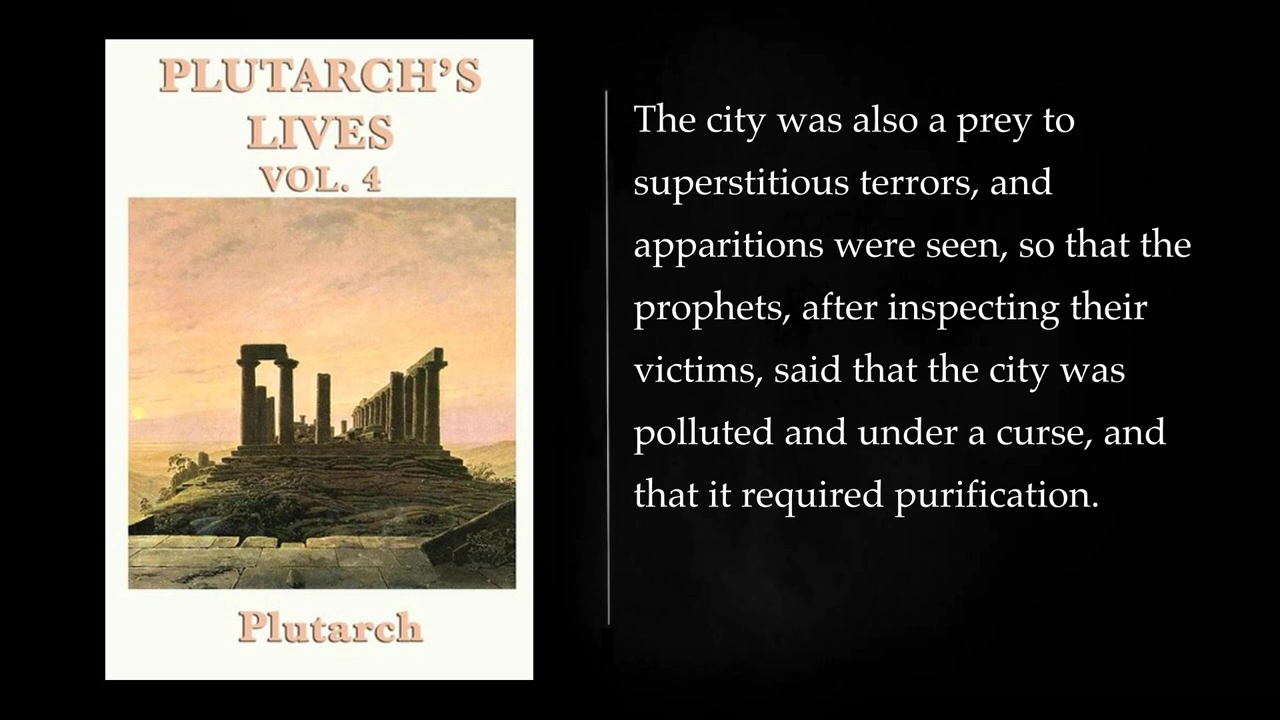 PLUTARCH'S
LIVES
VOL. 4
Plutarch
The city was also a prey to
superstitious terrors, and
apparitions were seen, so that the
prophets, after inspecting their
victims, said that the city was
polluted and under a curse, and
that it required purification.